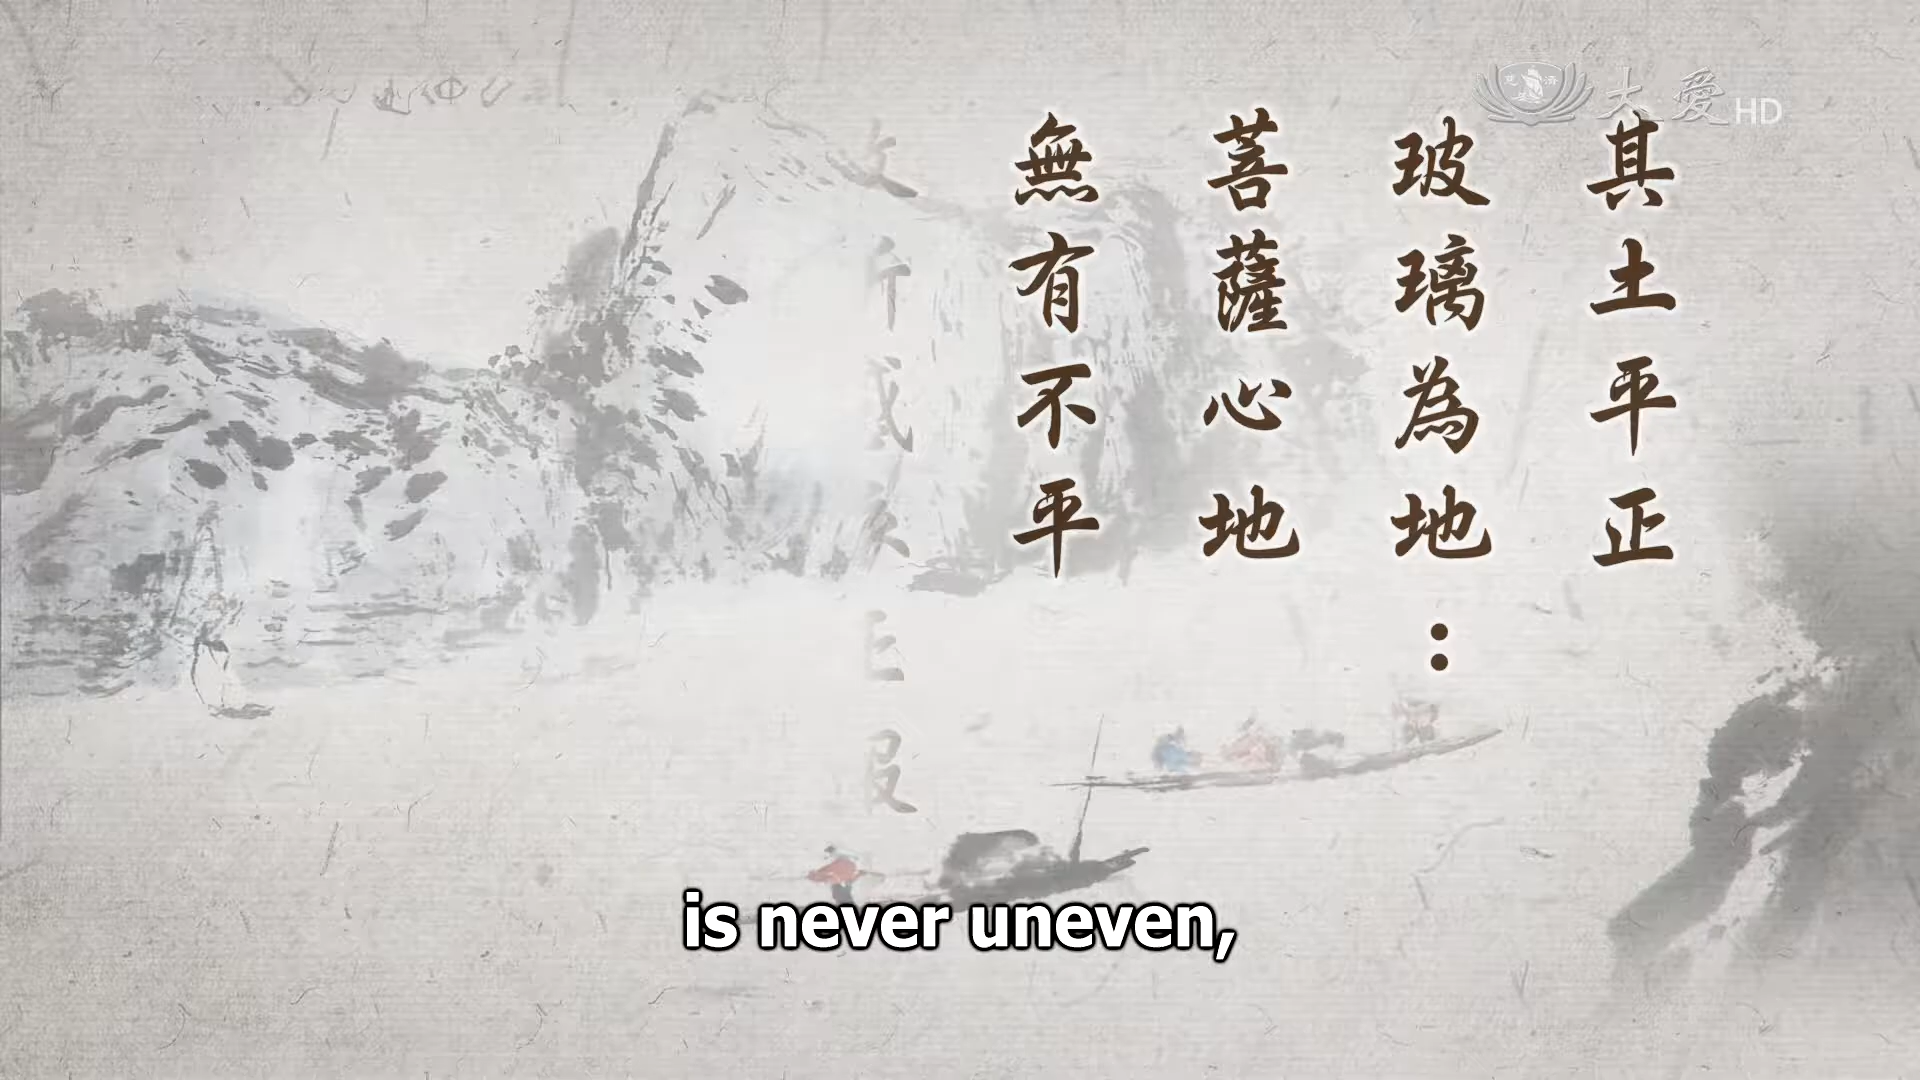 其土平正
玻璃為地：
菩薩心地
無有不平
大愛HD
is never uneven,